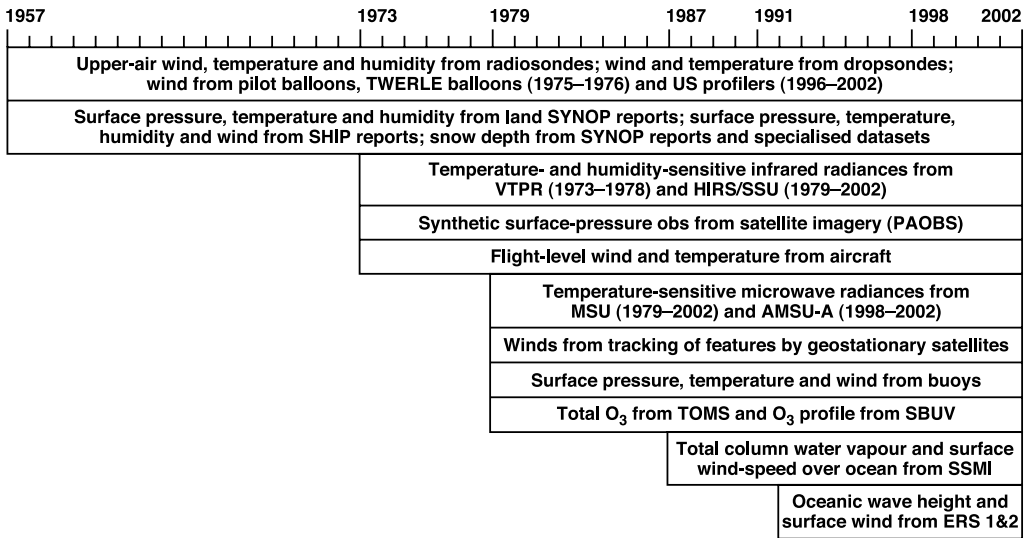 1957 1973 1979 1987 1991 1998 2002
Upper-air wind, temperature and humidity from radiosondes; wind and temperature from dropsondes;
wind from pilot balloons, TWERLE balloons (1975–1976) and US profilers (1996–2002)
Surface pressure, temperature and humidity from land SYNOP reports; surface pressure, temperature,
humidity and wind from SHIP reports; snow depth from SYNOP reports and specialised datasets
Temperature- and humidity-sensitive infrared radiances from
VTPR (1973–1978) and HIRS/SSU (1979–2002)
Synthetic surface-pressure obs from satellite imagery (PAOBS)
Flight-level wind and temperature from aircraft
Temperature-sensitive microwave radiances from
MSU (1979–2002) and AMSU-A (1998–2002)
Winds from tracking of features by geostationary satellites
Surface pressure, temperature and wind from buoys
Total O₃ from TOMS and O₃ profile from SBUV
Total column water vapour and surface
wind-speed over ocean from SSMI
Oceanic wave height and
surface wind from ERS 1&2